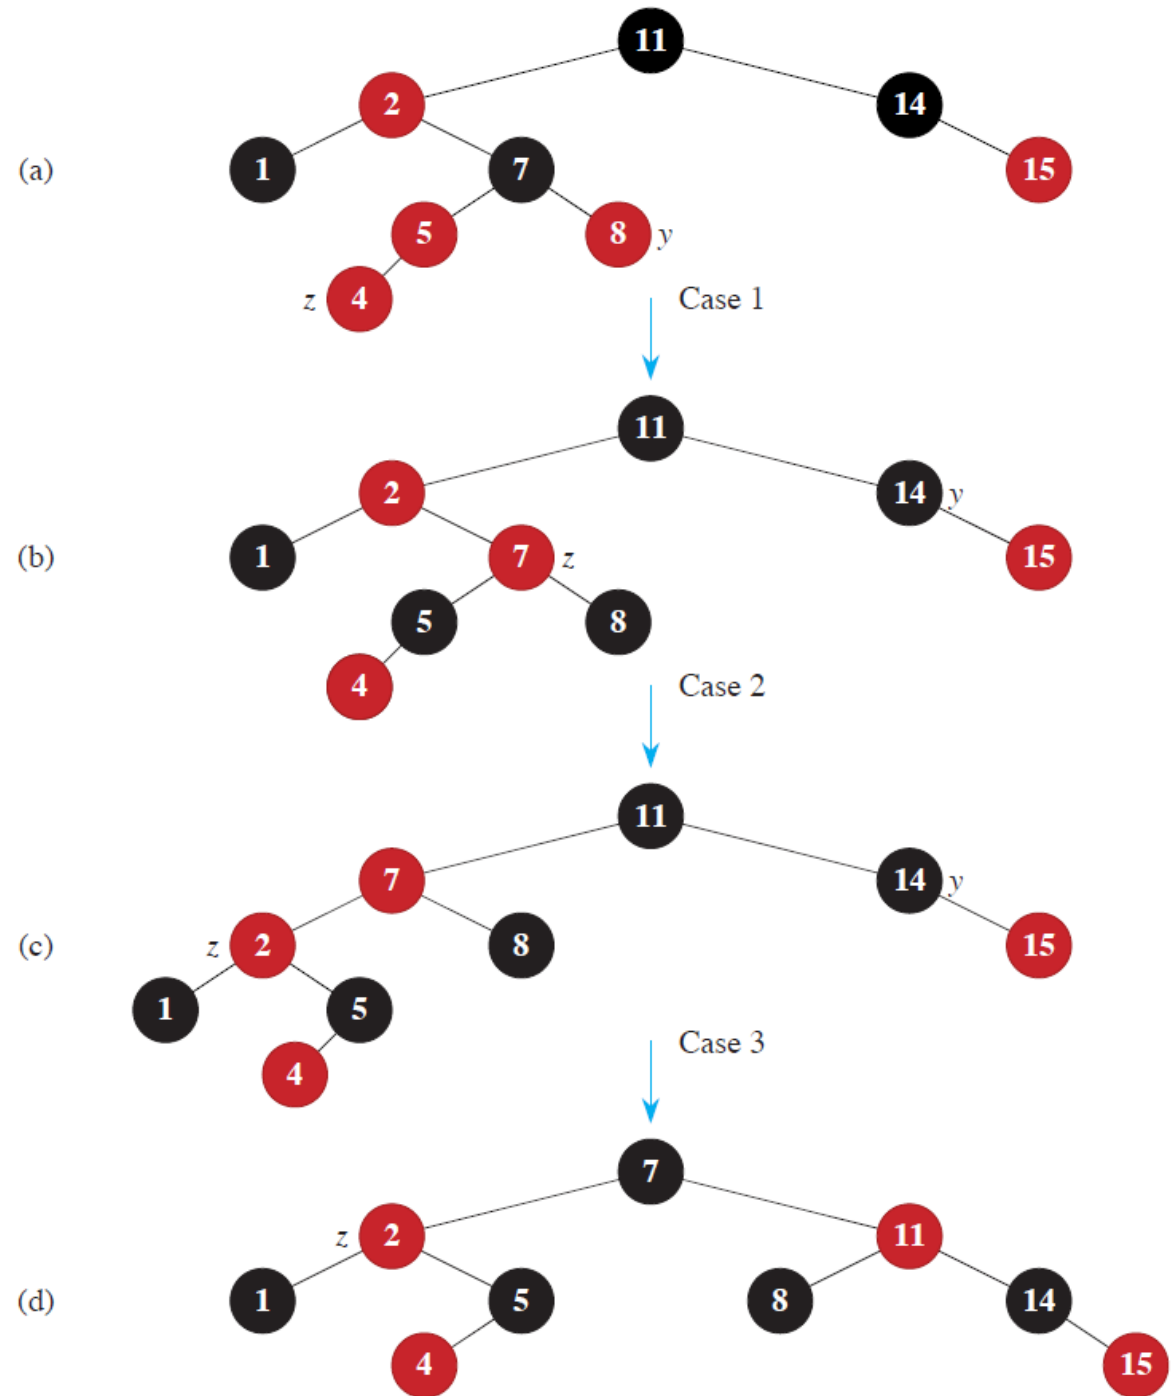 11
2 14
(a) 1 7 15
5 8 y
z 4 Case 1
11
2 14 y
(b) 1 7 z 15
5 8
4 Case 2
11
7 14 y
(c) z 2 8 15
1 5
4 Case 3
7
z 2 11
(d) 1 5 8 14
4 15